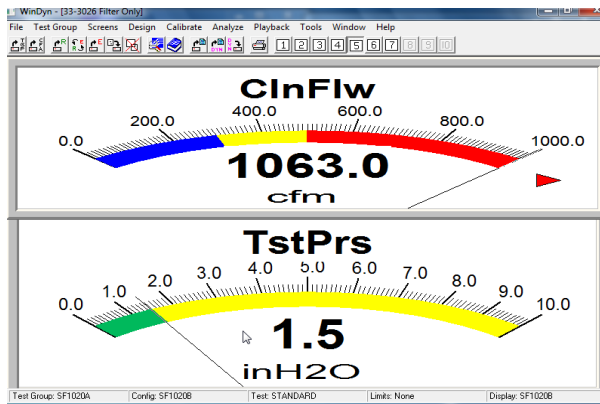 WinDyn - [33-3026 Filter Only]
File Test Group Screens Design Calibrate Analyze Playback Tools Window Help
1 2 3 4 5 6 7 8 9 10
ClnFlw
0.0 200.0 400.0 600.0 800.0 1000.0
1063.0
cfm
TstPrs
0.0 1.0 2.0 3.0 4.0 5.0 6.0 7.0 8.0 9.0 10.0
1.5
inH2O
Test Group: SF1020A Config: SF1020B Test: STANDARD Limits: None Display: SF1020B